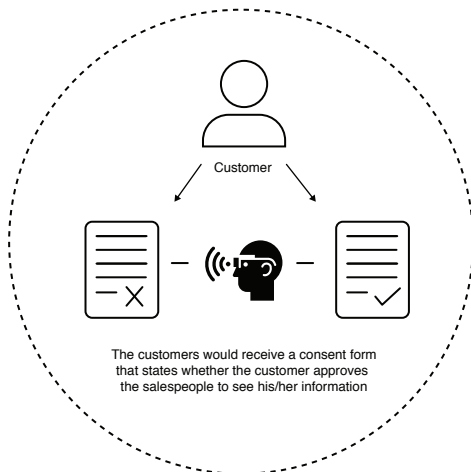 Customer
The customers would receive a consent form
that states whether the customer approves
the salespeople to see his/her information